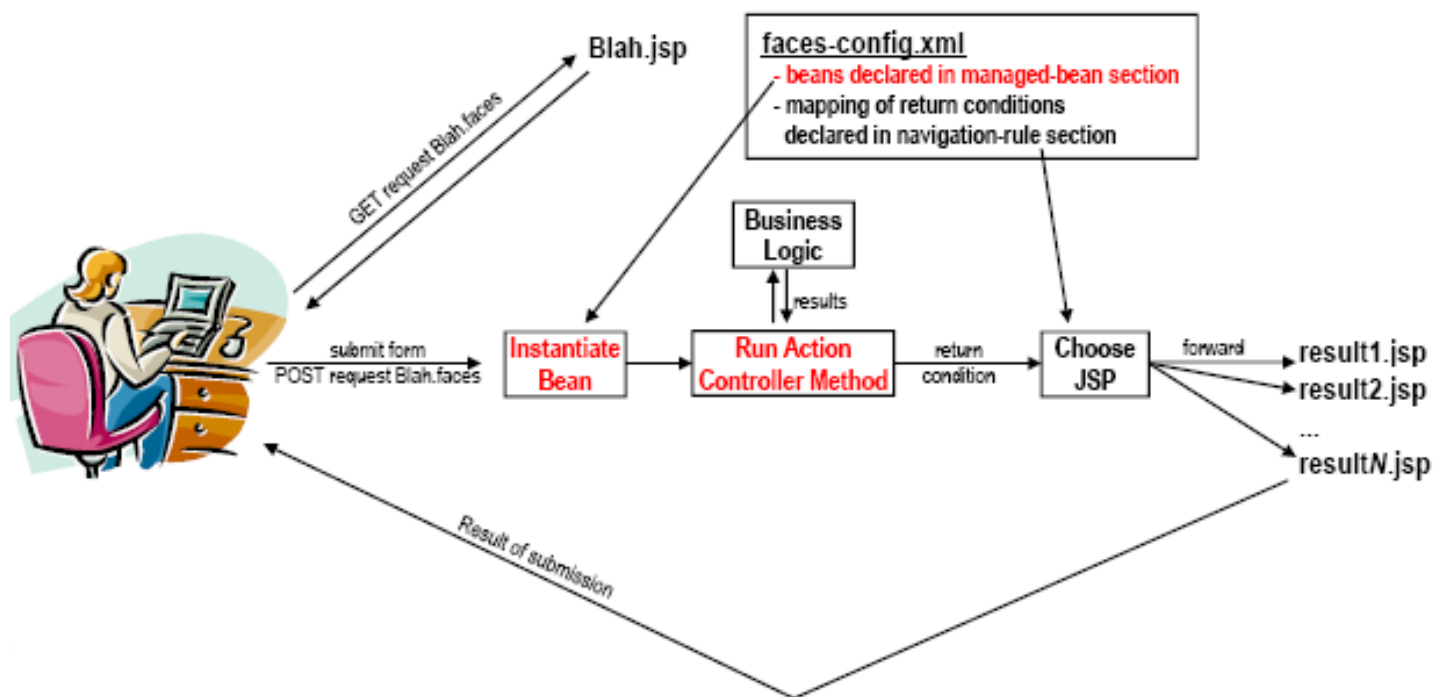 Blah.jsp
faces-config.xml
- beans declared in managed-bean section
- mapping of return conditions
declared in navigation-rule section
GET request Blah.faces
Business
Logic
results
submit form
POST request Blah.faces
Instantiate
Bean
Run Action
Controller Method
return
condition
Choose
JSP
forward
result1.jsp
result2.jsp
...
resultN.jsp
Result of submission